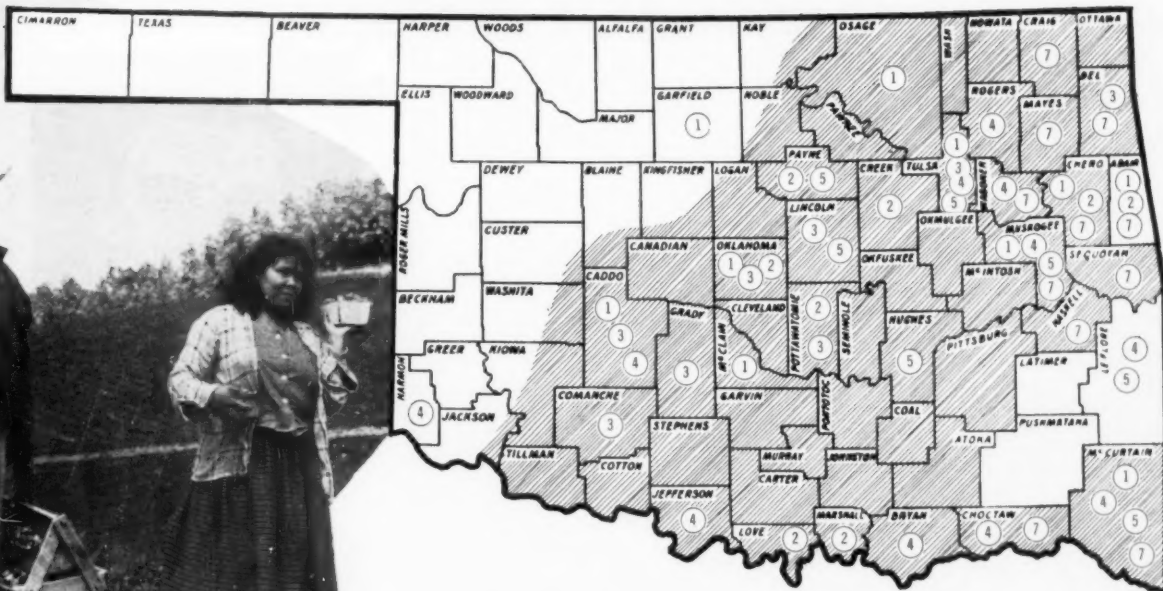 CIMARRON
TEXAS
BEAVER
HARPER
WOODS
ALFALFA
GRANT
KAY
OSAGE
WASH
NOWATA
CRAIG
7
OTTAWA
ELLIS
WOODWARD
MAJOR
GARFIELD
1
NOBLE
PAWNEE
1
ROGERS
4
MAYES
7
DEL
3
7
ROGER MILLS
DEWEY
BLAINE
KINGFISHER
LOGAN
PAYNE
2 5
CREEK
2
TULSA
1
3
4
5
WAGONER
4
7
CHERO
1
2
7
ADAIR
1
2
7
CUSTER
CANADIAN
OKLAHOMA
1 2
3
LINCOLN
3
5
OKFUSKEE
OKMULGEE
MUSKOGEE
1 4
5
7
SEQUOYAH
7
BECKHAM
WASHITA
CADDO
1
3
4
GRADY
3
McCLAIN
1
CLEVELAND
POTTAWATOMIE
2
3
SEMINOLE
HUGHES
5
McINTOSH
PITTSBURG
HASKELL
7
LATIMER
LEFLORE
4
5
HARMON
4
GREER
KIOWA
JACKSON
COMANCHE
3
TILLMAN
COTTON
STEPHENS
JEFFERSON
4
GARVIN
MURRAY
CARTER
LOVE
2
PONTOTOC
JOHNSTON
MARSHALL
2
COAL
ATOKA
BRYAN
4
PUSHMATAHA
CHOCTAW
4 7
McCURTAIN
1
4
5
7